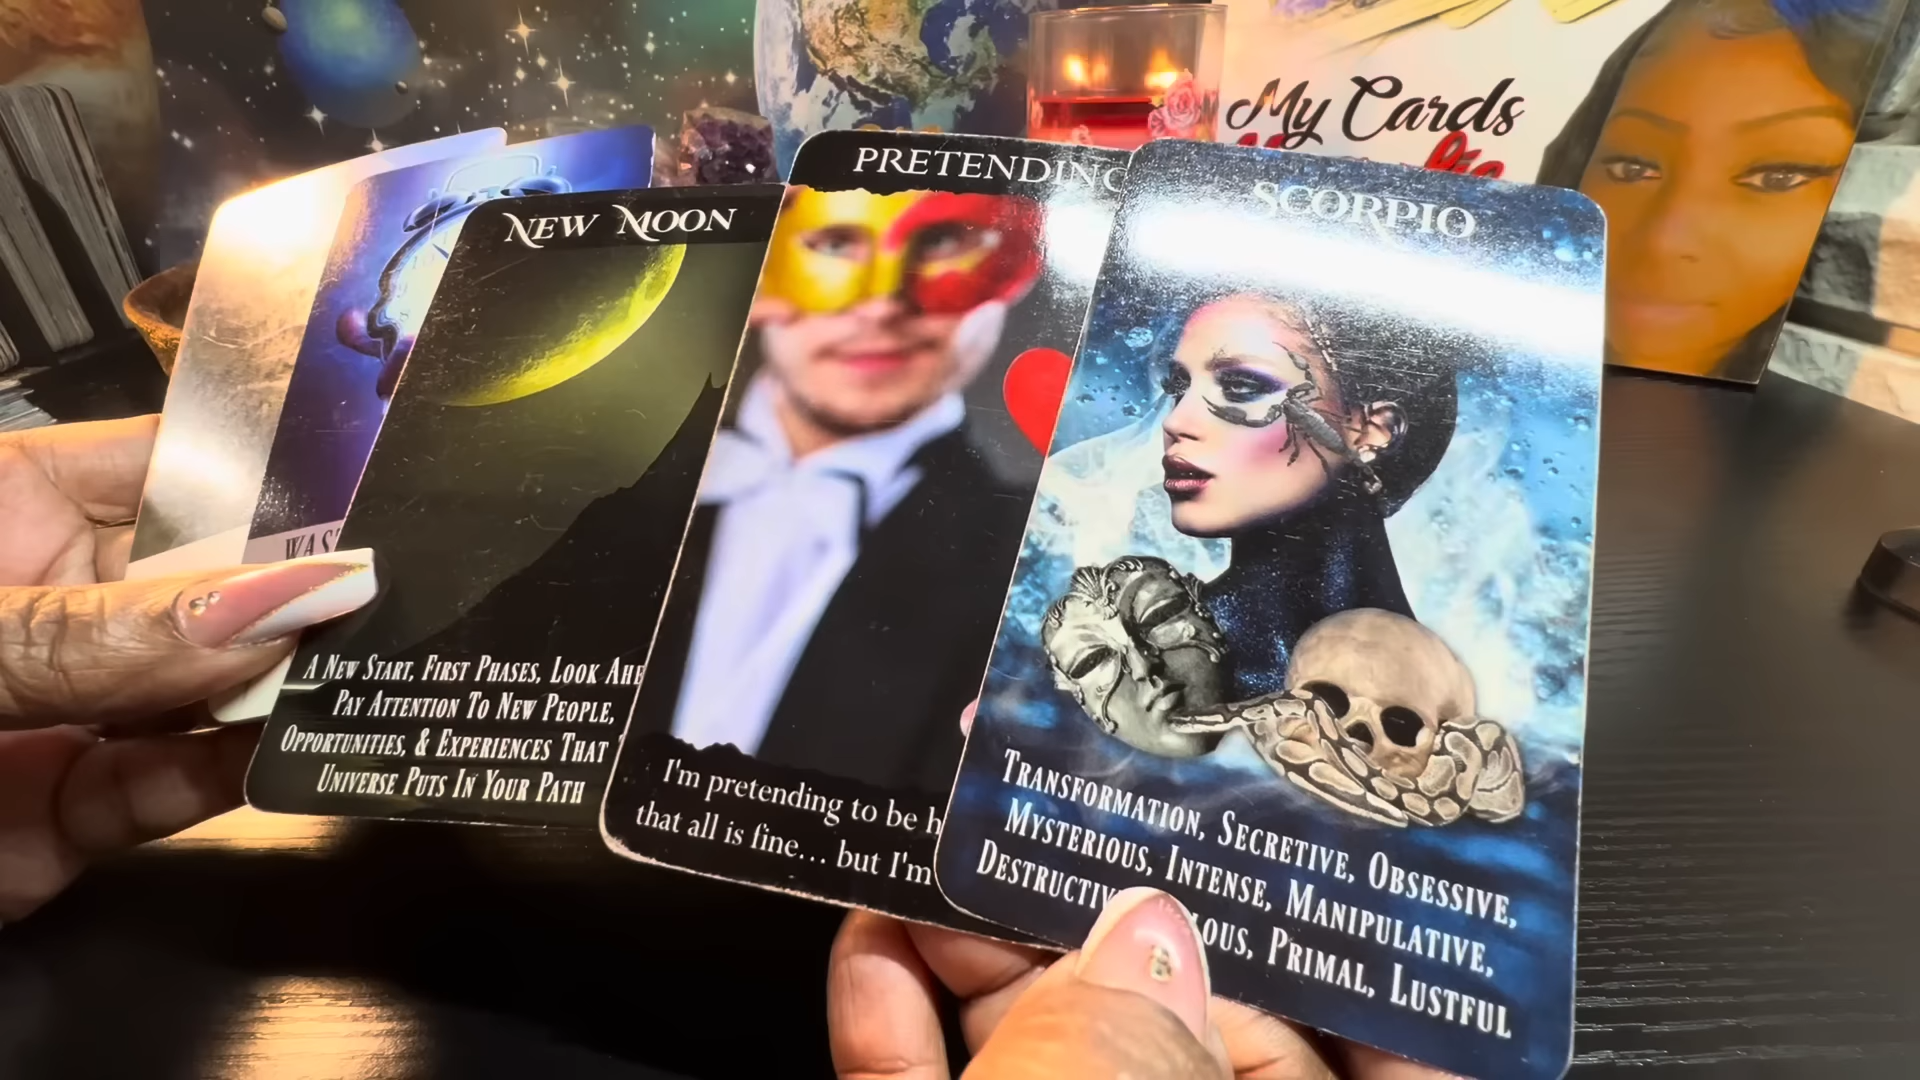 My Cards
NEW MOON
A NEW START, FIRST PHASES, LOOK AHE
PAY ATTENTION TO NEW PEOPLE,
OPPORTUNITIES, & EXPERIENCES THAT
UNIVERSE PUTS IN YOUR PATH
PRETENDING
I'm pretending to be h
that all is fine... but I'm
SCORPIO
TRANSFORMATION, SECRETIVE, OBSESSIVE,
MYSTERIOUS, INTENSE, MANIPULATIVE,
DESTRUCTIV OUS, PRIMAL, LUSTFUL
WAS